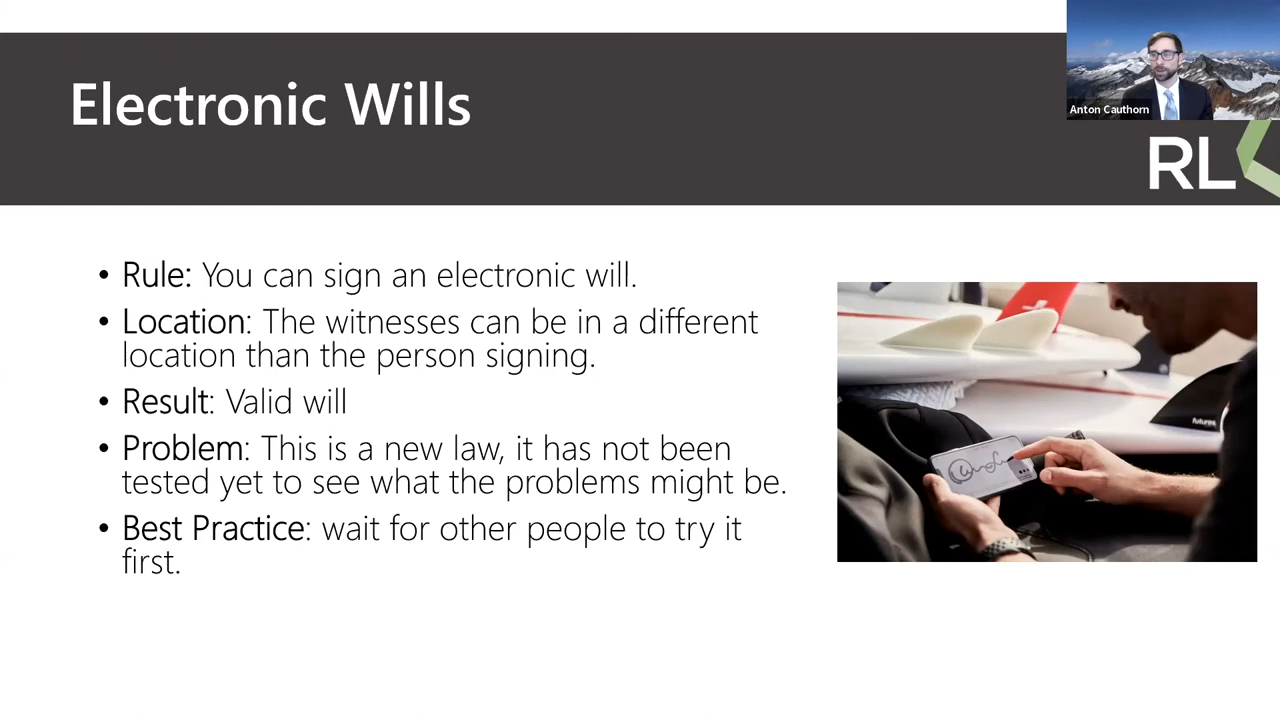 Electronic Wills
Anton Cauthorn
RL
• Rule: You can sign an electronic will.
• Location: The witnesses can be in a different
location than the person signing.
• Result: Valid will
• Problem: This is a new law, it has not been
tested yet to see what the problems might be.
• Best Practice: wait for other people to try it
first.
futures